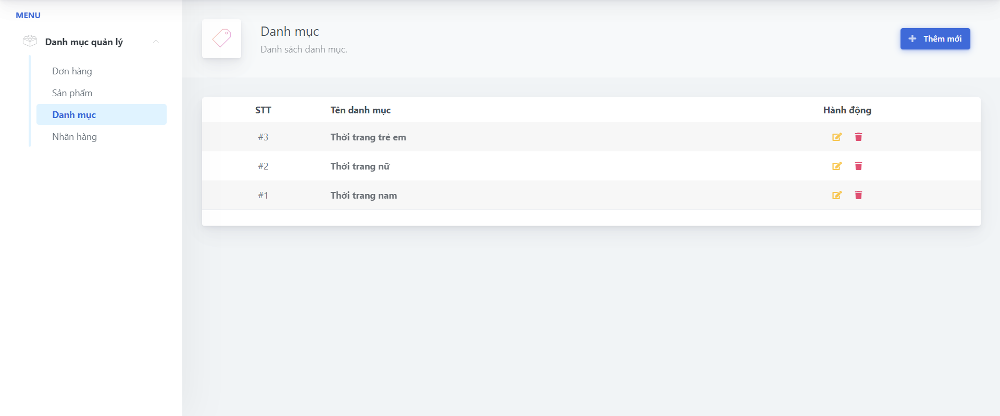 MENU
Danh mục quản lý
Đơn hàng
Sản phẩm
Danh mục
Nhãn hàng
Danh mục
Danh sách danh mục.
Thêm mới
STT Tên danh mục Hành động
#3 Thời trang trẻ em
#2 Thời trang nữ
#1 Thời trang nam